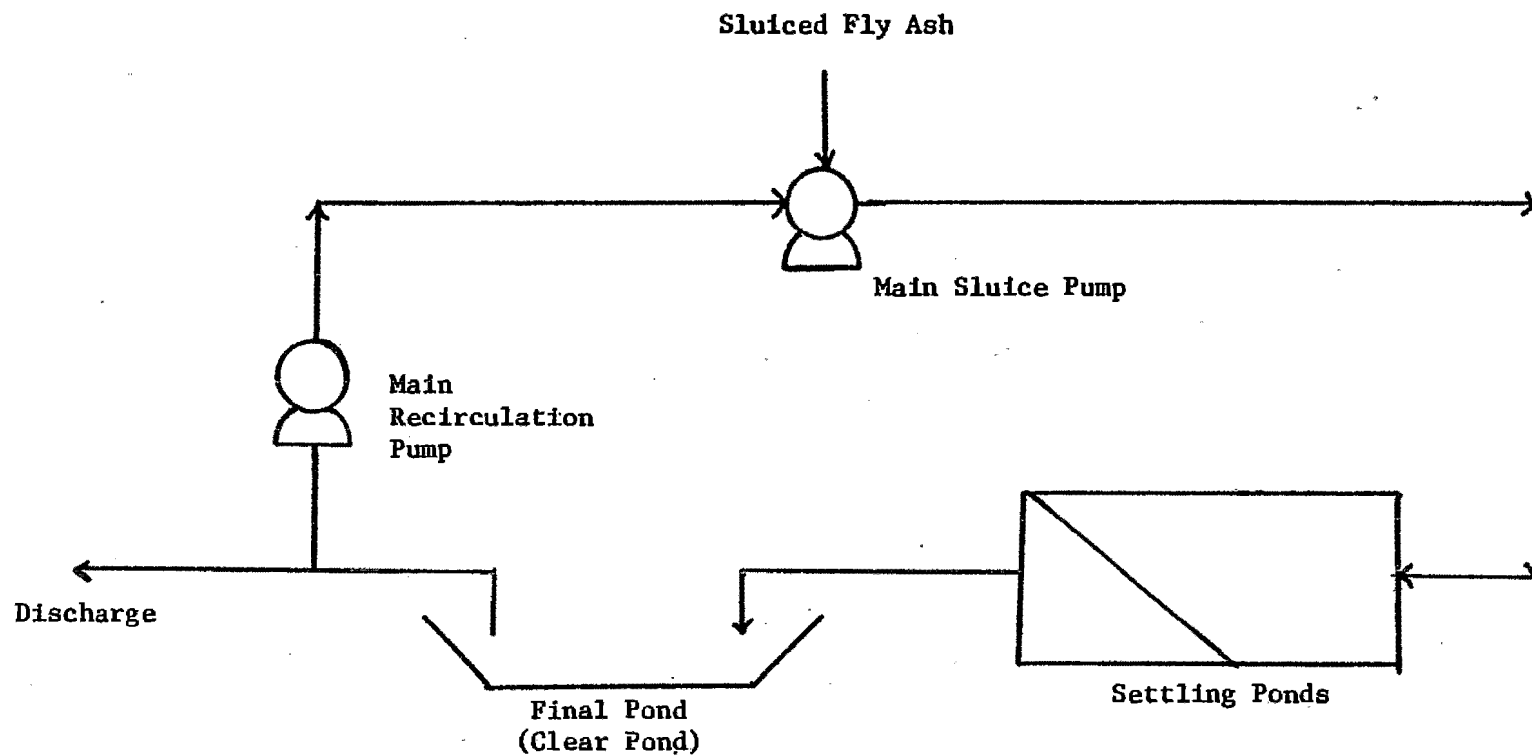 Sluiced Fly Ash
Main Sluice Pump
Main
Recirculation
Pump
Discharge
Settling Ponds
Final Pond
(Clear Pond)